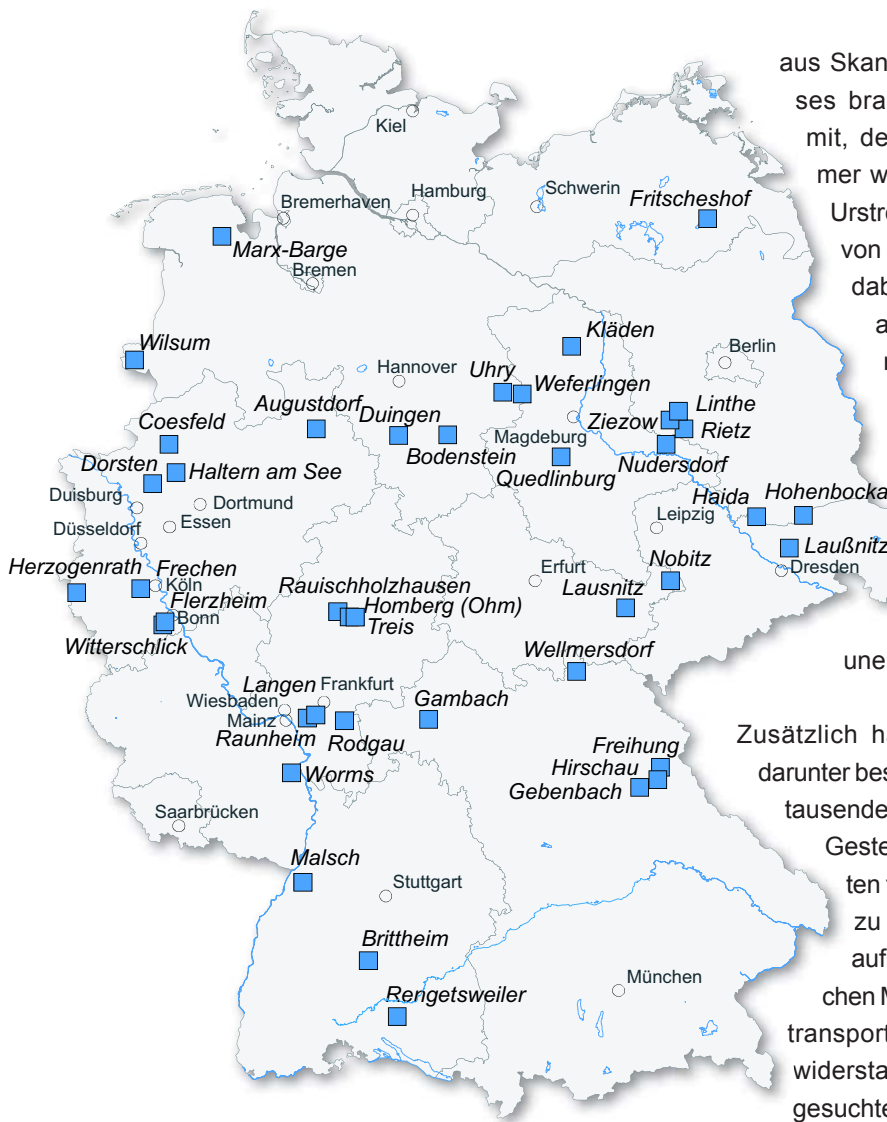 aus Skan
ses bra
Kiel
mit, de
Hamburg
Schwerin
mer w
Bremerhaven
Fritscheshof
Urstre
Marx-Barge
von
Bremen
dab
a
Kläden
Wilsum
Berlin
Hannover
Uhry
Weferlingen
Linthe
Augustdorf
Duingen
Coesfeld
Ziezow
Rietz
Magdeburg
Bodenstein
Nudersdorf
Dorsten
Haltern am See
Quedlinburg
Duisburg
Dortmund
Haida
Hohenbocka
Essen
Leipzig
Düsseldorf
Laußnitz
Herzogenrath
Frechen
Nobitz
Dresden
Köln
Rauischholzhausen
Erfurt
Lausnitz
Flerzheim
Homberg (Ohm)
Bonn
Treis
Witterschlick
Wellmersdorf
une
Langen
Frankfurt
Wiesbaden
Gambach
Mainz
Raunheim
Rodgau
Zusätzlich h
Freihung
Worms
Hirschau
darunter bes
Gebenbach
tausende
Saarbrücken
Geste
Malsch
Stuttgart
ten
zu
Brittheim
auf
München
chen M
Rengetsweiler
transport
widersta
gesuchte